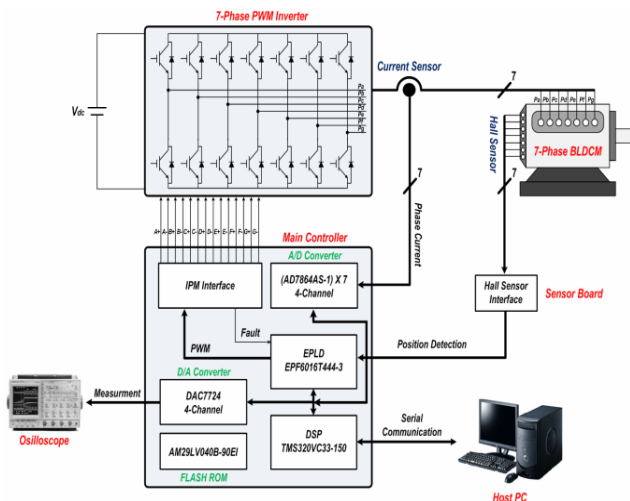 7-Phase PWM Inverter
Vdc
Pa
Pb
Pc
Pd
Pe
Pf
Pg
Current Sensor
7
Pa Pb Pc Pd Pe Pf Pg
7-Phase BLDCM
Hall Sensor
7
7
Phase Current
A+ A- B+ B- C+ C- D+ D- E+ E- F+ F- G+ G-
Main Controller
A/D Converter
IPM Interface
(AD7864AS-1) X 7
4-Channel
Hall Sensor
Interface
Sensor Board
Fault
PWM
EPLD
EPF6016T444-3
Position Detection
D/A Converter
DAC7724
4-Channel
Measurment
Osilloscope
DSP
TMS320VC33-150
Serial
Communication
AM29LV040B-90EI
FLASH ROM
Host PC